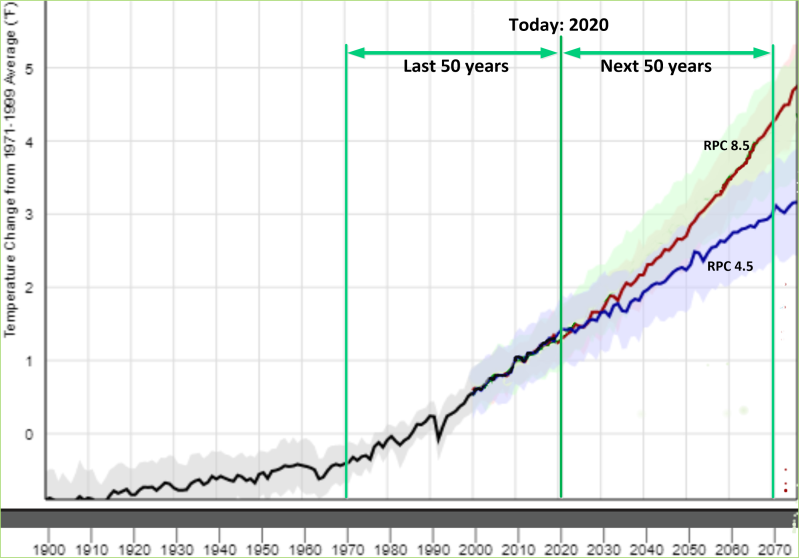 Today: 2020
Last 50 years
Next 50 years
Temperature Change from 1971-1999 Average (°F)
5
4
3
2
1
0
RPC 8.5
RPC 4.5
1900 1910 1920 1930 1940 1950 1960 1970 1980 1990 2000 2010 2020 2030 2040 2050 2060 2070